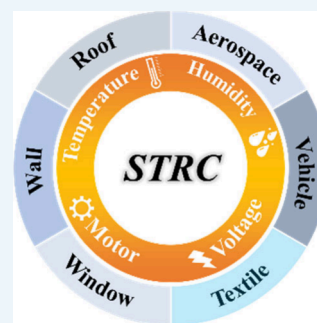 Roof
Aerospace
Vehicle
Textile
Window
Wall
Temperature
Humidity
Voltage
Motor
STRC